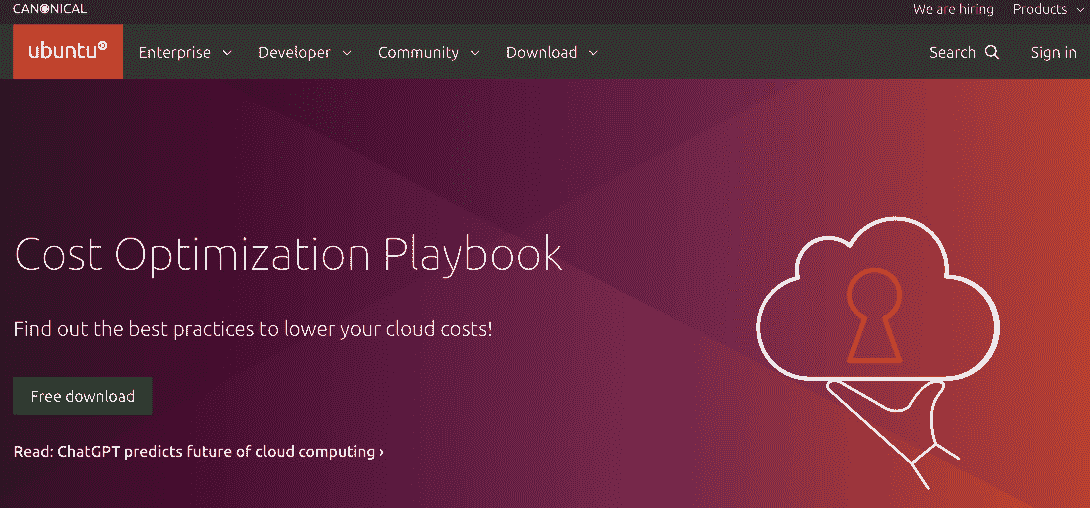 CANONICAL
We are hiring Products
ubuntu®
Enterprise Developer Community Download Search Sign in
Cost Optimization Playbook
Find out the best practices to lower your cloud costs!
Free download
Read: ChatGPT predicts future of cloud computing ›